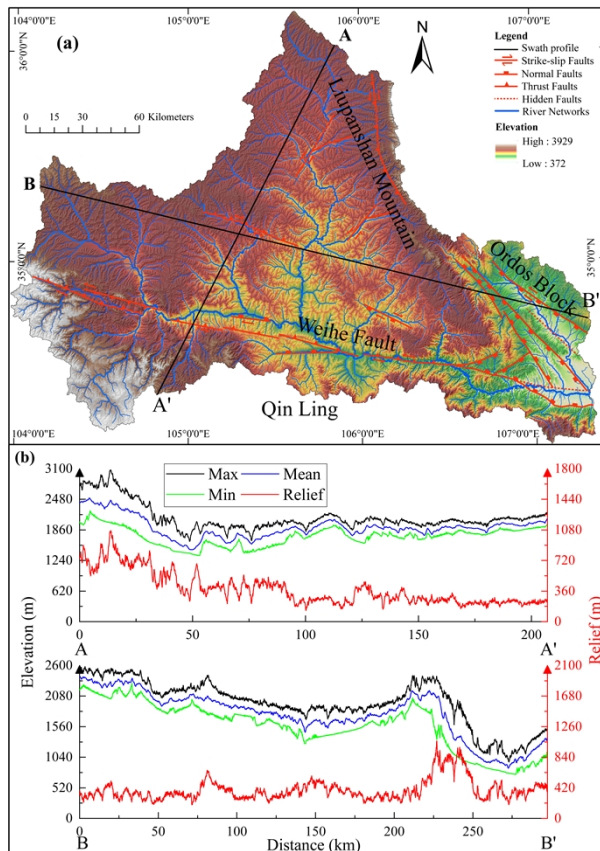 104°0'0"E 105°0'0"E 106°0'0"E 107°0'0"E
(a)
A
36°0'0"N
Legend
Swath profile
Strike-slip Faults
Normal Faults
Thrust Faults
Hidden Faults
River Networks
Elevation
High : 3929
Low : 372
N
0 30 60 Kilometers
Liupanshan Mountain
B
35°0'0"N
35°0'0"N
Ordos Block
B'
Weihe Fault
A'
Qin Ling
104°0'0"E 105°0'0"E 106°0'0"E 107°0'0"E
(b)
Max Mean
Min Relief
3100
2480
1860
1240
620
0
1800
1440
1080
720
360
0
0 50 100 150 200
A A'
Elevation (m)
Relief (m)
2600
2080
1560
1040
520
0
2100
1680
1260
840
420
0
0 50 100 150 200 250
B Distance (km) B'